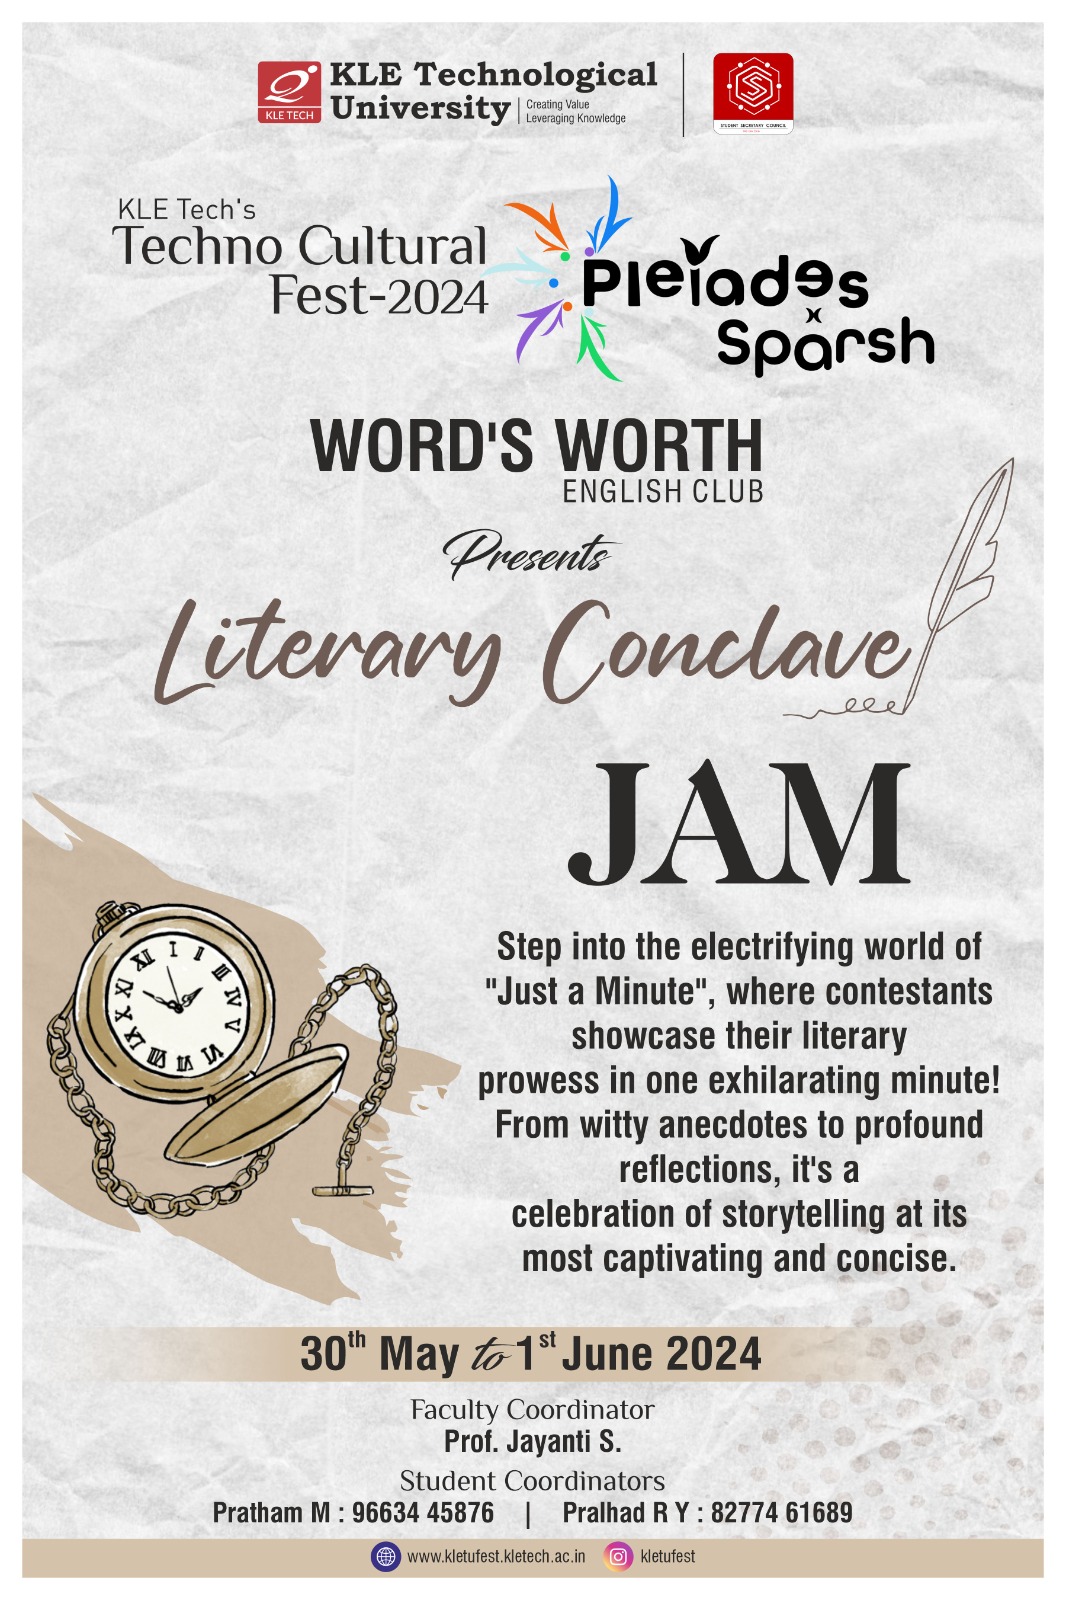 KLE TECH
KLE Technological
University
Creating Value
Leveraging Knowledge
STUDENT SECRETARY COUNCIL
KLE Tech's
Techno Cultural
Fest-2024
Pleiades
x
Sparsh
WORD'S WORTH
ENGLISH CLUB
Presents
Literary Conclave
JAM
Step into the electrifying world of
"Just a Minute", where contestants
showcase their literary
prowess in one exhilarating minute!
From witty anecdotes to profound
reflections, it's a
celebration of storytelling at its
most captivating and concise.
30th May to 1st June 2024
Faculty Coordinator
Prof. Jayanti S.
Student Coordinators
Pratham M : 96634 45876 | Pralhad R Y : 82774 61689
www.kletufest.kletech.ac.in kletufest